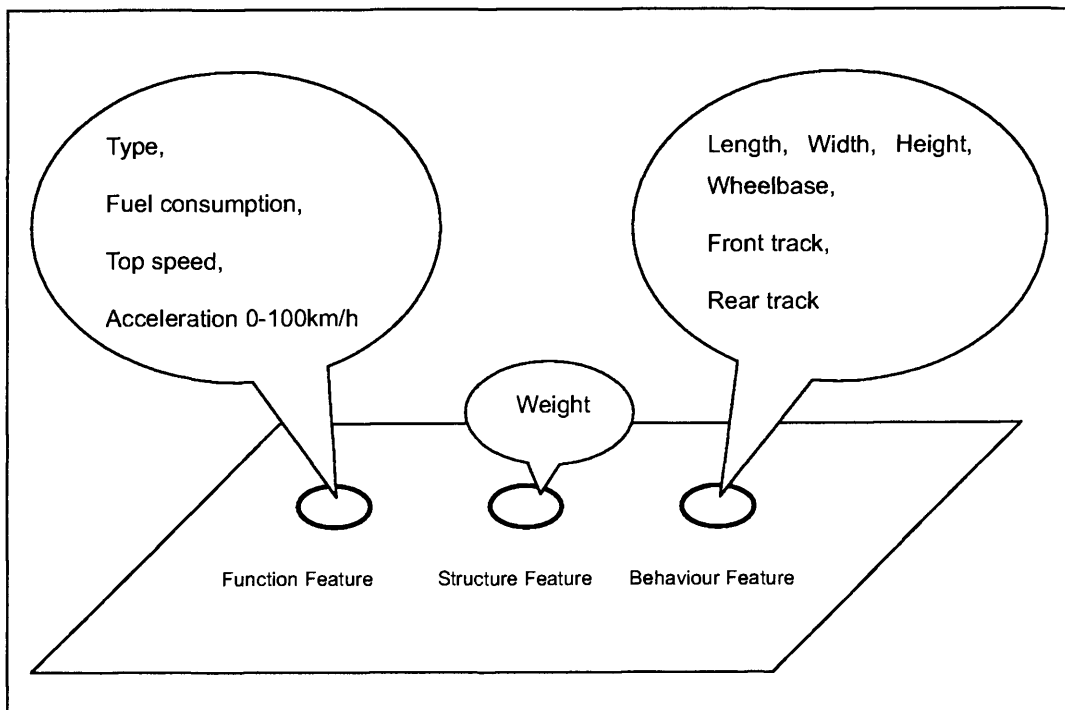 Type,
Fuel consumption,
Top speed,
Acceleration 0-100km/h
Length, Width, Height,
Wheelbase,
Front track,
Rear track
Weight
Function Feature
Structure Feature
Behaviour Feature